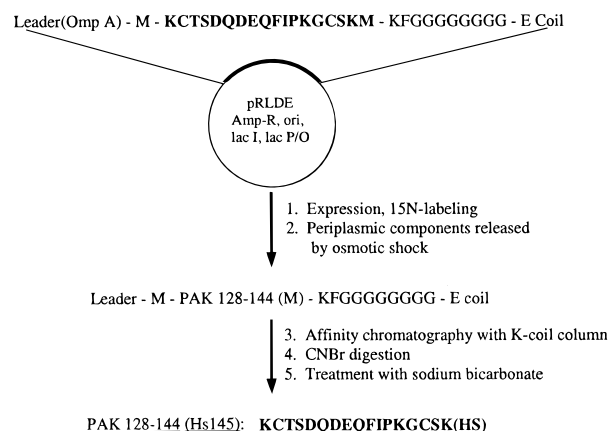 Leader(Omp A) - M - KCTSDQDEQFIPKGCSKM - KFGGGGGGGG - E Coil
pRLDE
Amp-R, ori,
lac I, lac P/O
1. Expression, 15N-labeling
2. Periplasmic components released
by osmotic shock
Leader - M - PAK 128-144 (M) - KFGGGGGGGG - E coil
3. Affinity chromatography with K-coil column
4. CNBr digestion
5. Treatment with sodium bicarbonate
PAK 128-144 (Hs145): KCTSDQDEQFIPKGCSK(HS)